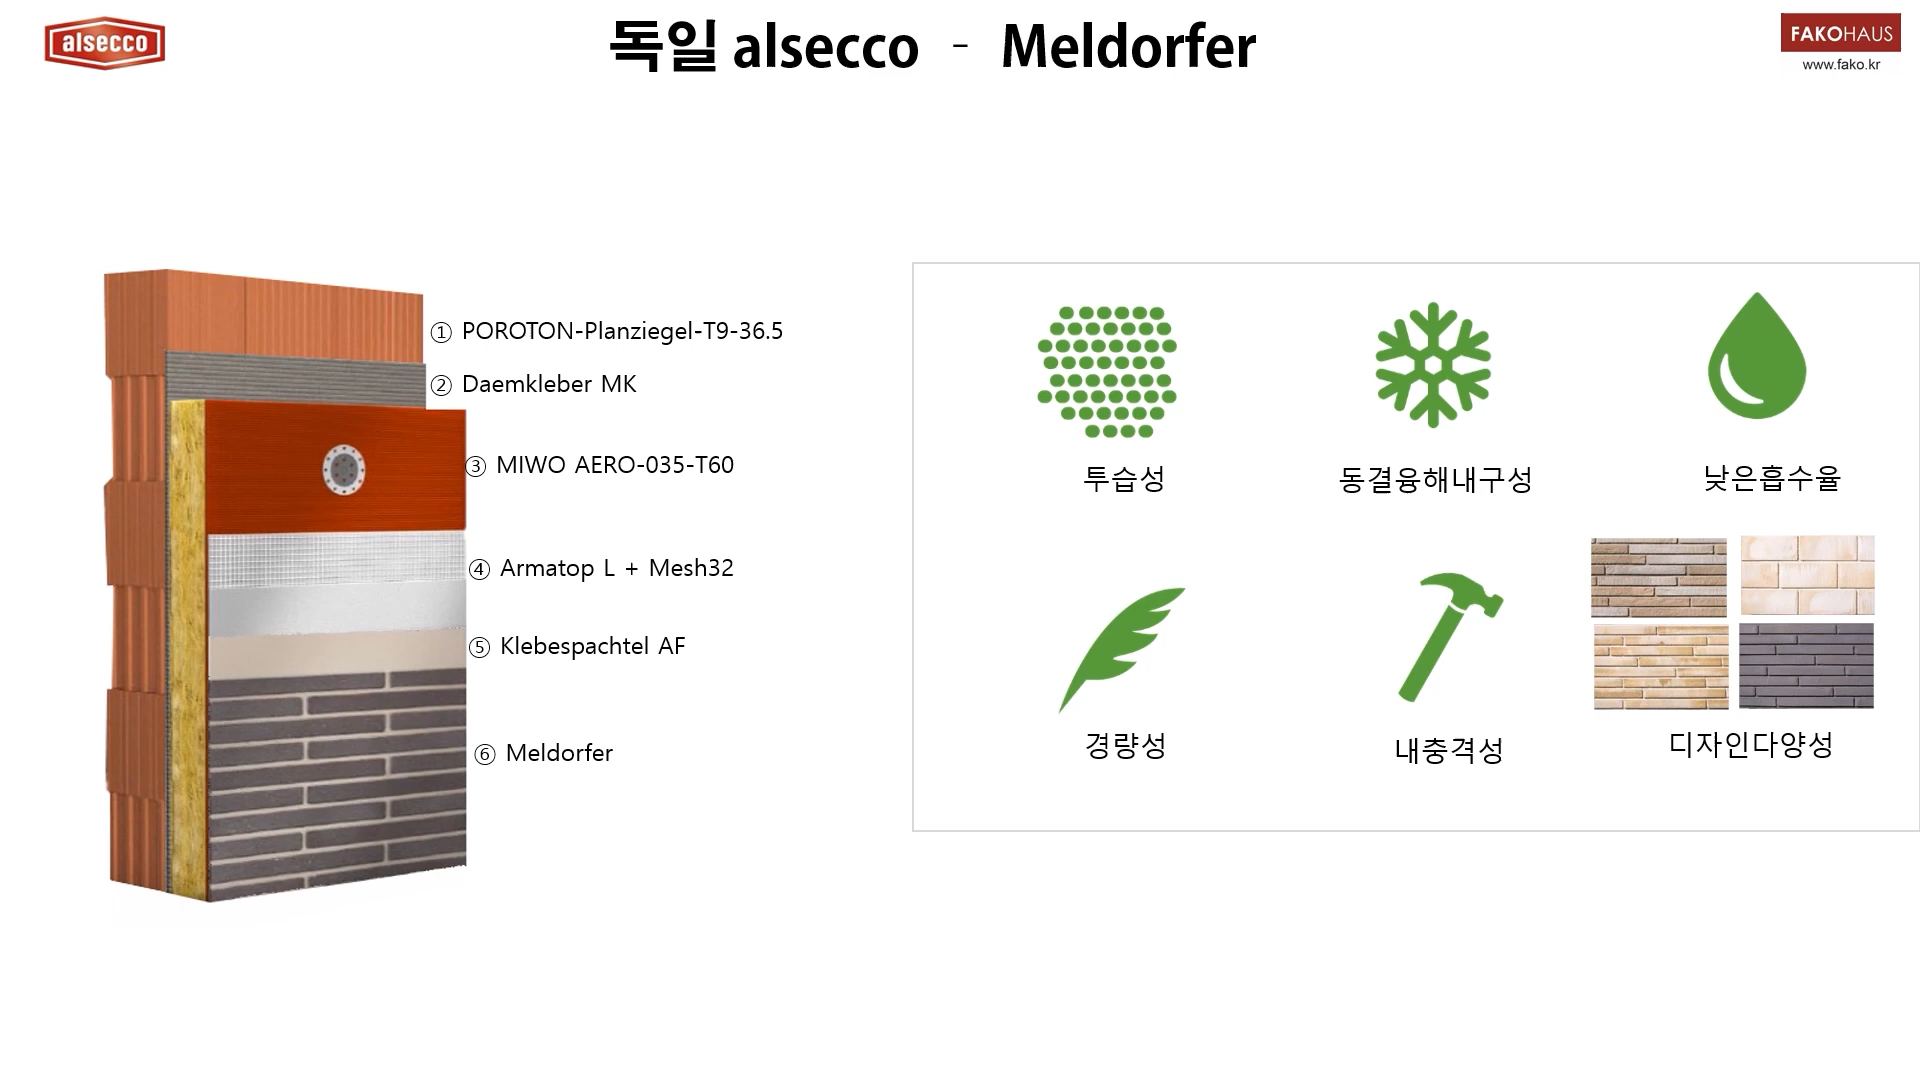 alsecco
독일 alsecco - Meldorfer
FAKOHAUS
www.fako.kr
① POROTON-Planziegel-T9-36.5
② Daemkleber MK
③ MIWO AERO-035-T60
④ Armatop L + Mesh32
⑤ Klebespachtel AF
⑥ Meldorfer
투습성
동결융해내구성
낮은흡수율
경량성
내충격성
디자인다양성